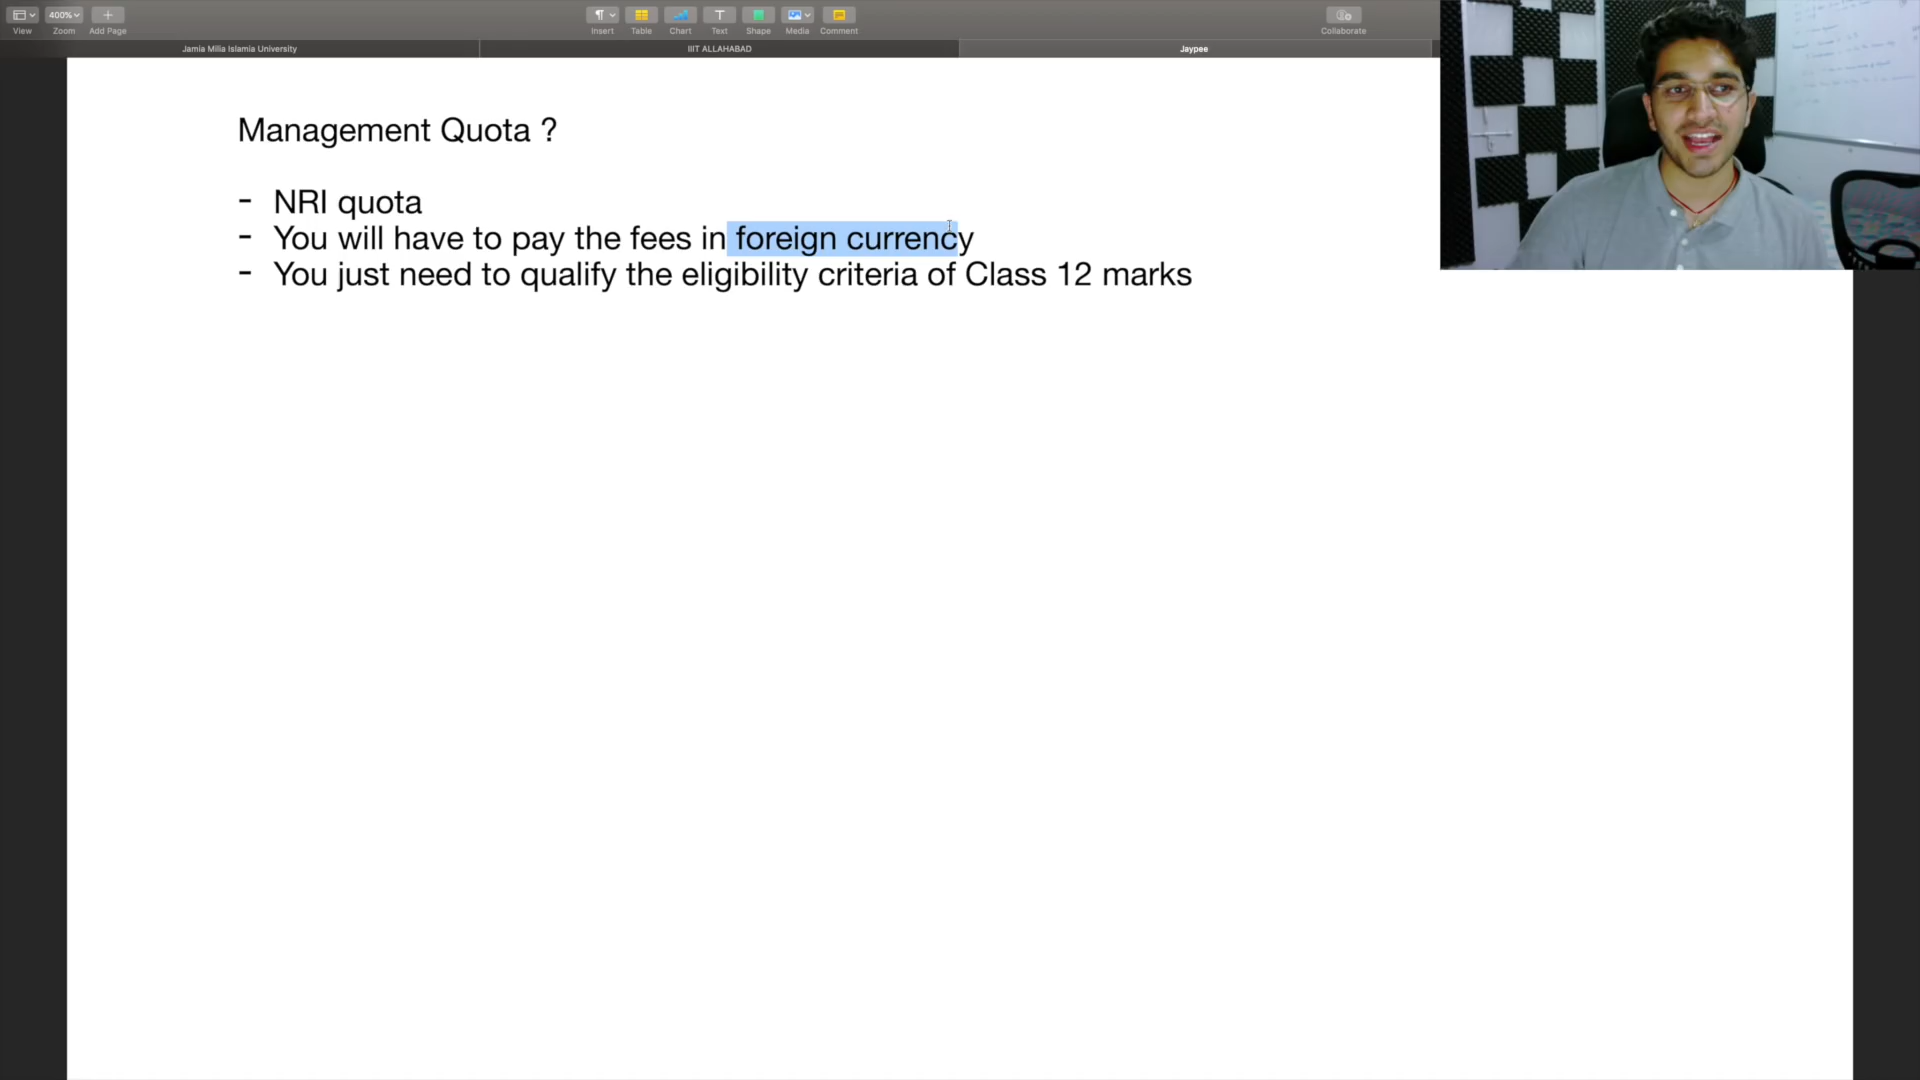 400%
View Zoom Add Page Insert Table Chart Text Shape Media Comment Collaborate
Jamia Milia Islamia University IIIT ALLAHABAD Jaypee
Management Quota ?
- NRI quota
- You will have to pay the fees in foreign currency
- You just need to qualify the eligibility criteria of Class 12 marks